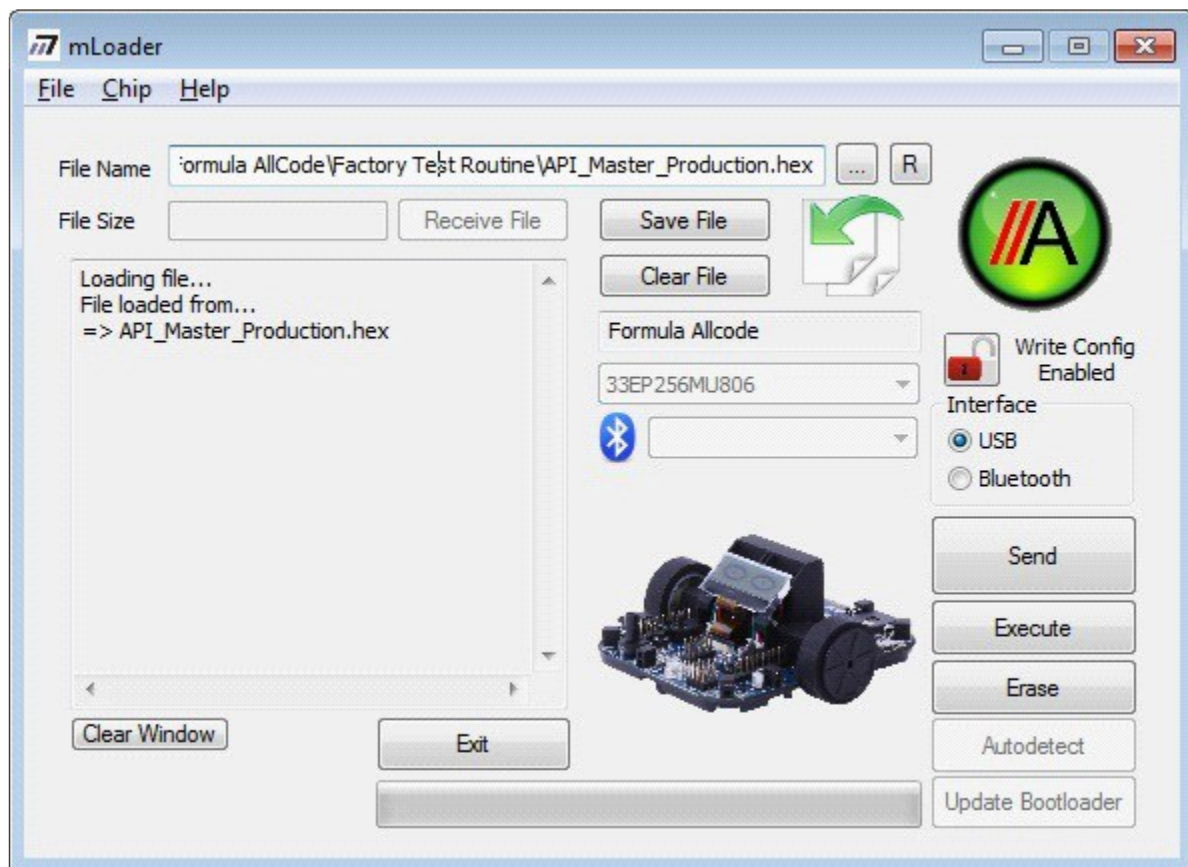 mLoader
File Chip Help
File Name
ormula AllCode\Factory Test Routine\API_Master_Production.hex
...
R
File Size
Receive File
Save File
Clear File
Loading file...
File loaded from...
=> API_Master_Production.hex
Formula Allcode
33EP256MU806
//A
Write Config
Enabled
Interface
USB
Bluetooth
Send
Execute
Erase
Autodetect
Update Bootloader
Clear Window
Exit